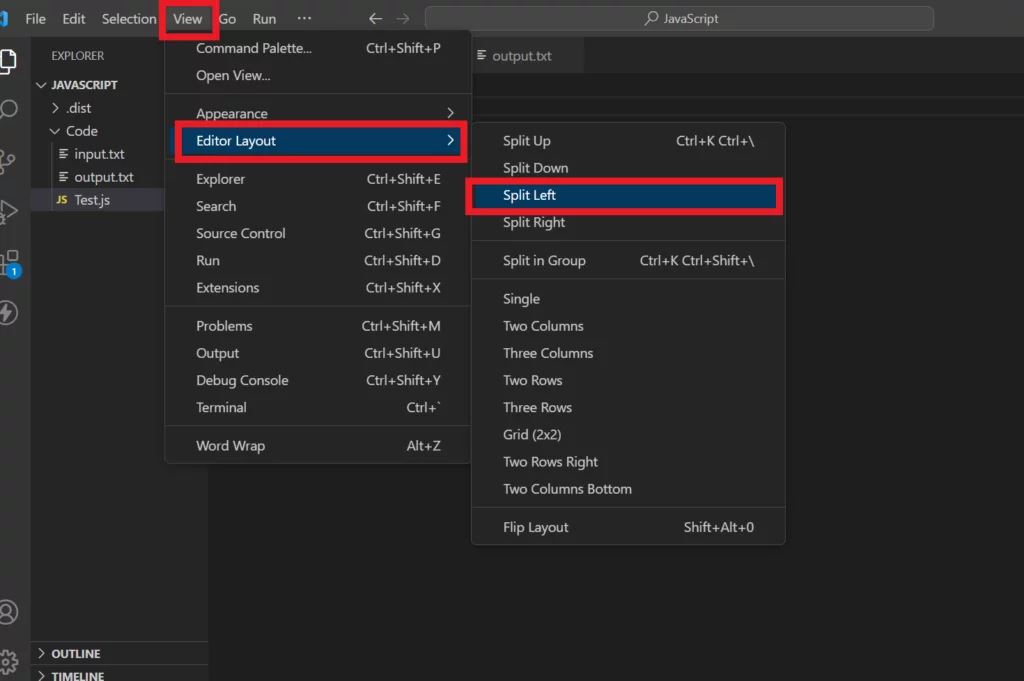 File Edit Selection View Go Run ··· JavaScript
EXPLORER
JAVASCRIPT
.dist
Code
input.txt
output.txt
JS Test.js
1
OUTLINE
TIMELINE
output.txt
Command Palette... Ctrl+Shift+P
Open View...
Appearance
Editor Layout
Explorer Ctrl+Shift+E
Search Ctrl+Shift+F
Source Control Ctrl+Shift+G
Run Ctrl+Shift+D
Extensions Ctrl+Shift+X
Problems Ctrl+Shift+M
Output Ctrl+Shift+U
Debug Console Ctrl+Shift+Y
Terminal Ctrl+`
Word Wrap Alt+Z
Split Up Ctrl+K Ctrl+\
Split Down
Split Left
Split Right
Split in Group Ctrl+K Ctrl+Shift+\
Single
Two Columns
Three Columns
Two Rows
Three Rows
Grid (2x2)
Two Rows Right
Two Columns Bottom
Flip Layout Shift+Alt+0